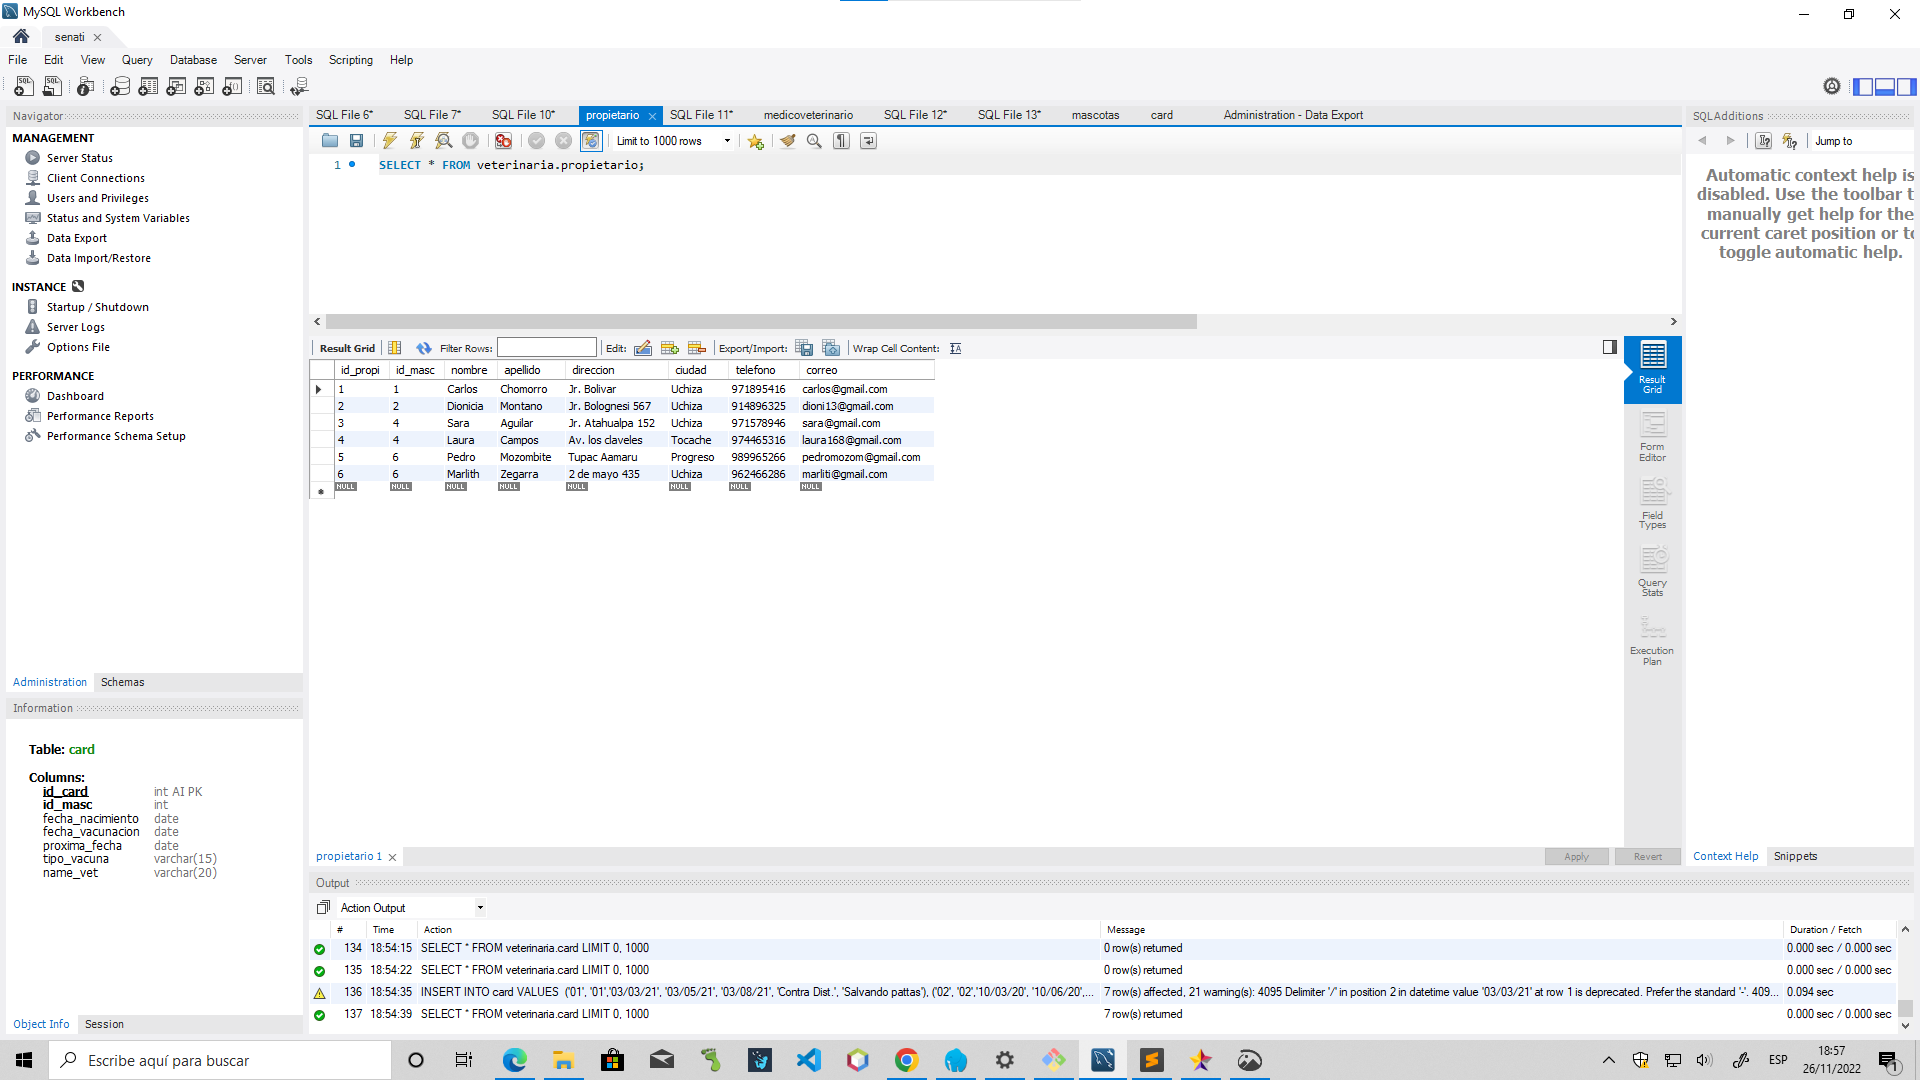 MySQL Workbench
senati
File Edit View Query Database Server Tools Scripting Help
Navigator
MANAGEMENT
Server Status
Client Connections
Users and Privileges
Status and System Variables
Data Export
Data Import/Restore
INSTANCE
Startup / Shutdown
Server Logs
Options File
PERFORMANCE
Dashboard
Performance Reports
Performance Schema Setup
Administration Schemas
Information
Table: card
Columns:
id_card int AI PK
id_masc int
fecha_nacimiento date
fecha_vacunacion date
proxima_fecha date
tipo_vacuna varchar(15)
name_vet varchar(20)
Object Info Session
SQL File 6* SQL File 7* SQL File 10* propietario SQL File 11* medicoveterinario SQL File 12* SQL File 13* mascotas card Administration - Data Export
Limit to 1000 rows
1 SELECT * FROM veterinaria.propietario;
Result Grid Filter Rows: Edit: Export/Import: Wrap Cell Content:
id_propi id_masc nombre apellido direccion ciudad telefono correo
1 1 Carlos Chomorro Jr. Bolivar Uchiza 971895416 carlos@gmail.com
2 2 Dionicia Montano Jr. Bolognesi 567 Uchiza 914896325 dioni13@gmail.com
3 4 Sara Aguilar Jr. Atahualpa 152 Uchiza 971578946 sara@gmail.com
4 4 Laura Campos Av. los claveles Tocache 974465316 laura168@gmail.com
5 6 Pedro Mozombite Tupac Aamaru Progreso 989965266 pedromozom@gmail.com
6 6 Marlith Zegarra 2 de mayo 435 Uchiza 962466286 marliti@gmail.com
NULL NULL NULL NULL NULL NULL NULL NULL
Result Grid
Form Editor
Field Types
Query Stats
Execution Plan
propietario 1
Apply Revert
SQLAdditions
Jump to
Automatic context help is
disabled. Use the toolbar t
manually get help for the
current caret position or to
toggle automatic help.
Context Help Snippets
Output
Action Output
# Time Action Message Duration / Fetch
134 18:54:15 SELECT * FROM veterinaria.card LIMIT 0, 1000 0 row(s) returned 0.000 sec / 0.000 sec
135 18:54:22 SELECT * FROM veterinaria.card LIMIT 0, 1000 0 row(s) returned 0.000 sec / 0.000 sec
136 18:54:35 INSERT INTO card VALUES ('01', '01','03/03/21', '03/05/21', '03/08/21', 'Contra Dist.', 'Salvando pattas'), ('02', '02','10/03/20', '10/06/20',... 7 row(s) affected, 21 warning(s): 4095 Delimiter '/' in position 2 in datetime value '03/03/21' at row 1 is deprecated. Prefer the standard '-'. 409... 0.094 sec
137 18:54:39 SELECT * FROM veterinaria.card LIMIT 0, 1000 7 row(s) returned 0.000 sec / 0.000 sec
Escribe aquí para buscar
ESP
18:57
26/11/2022
1